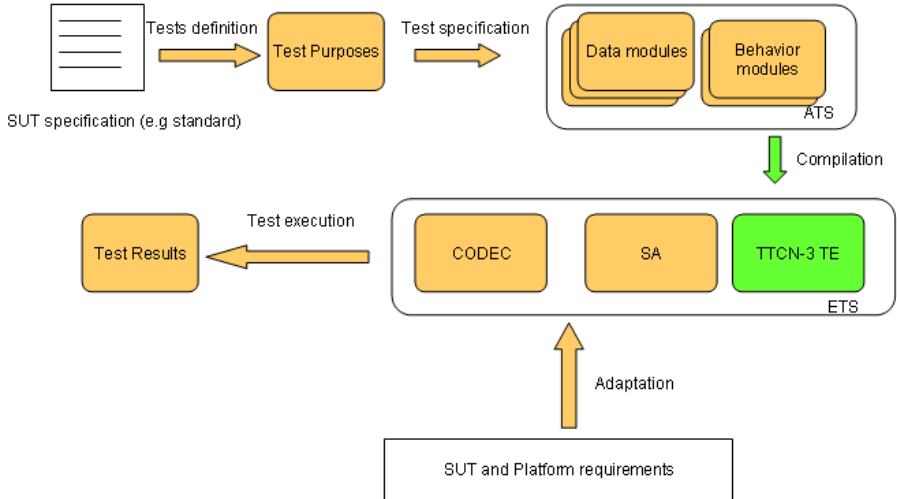 Tests definition
Test specification
Test Purposes
Data modules
Behavior
modules
ATS
SUT specification (e.g standard)
Compilation
Test execution
Test Results
CODEC
SA
TTCN-3 TE
ETS
Adaptation
SUT and Platform requirements